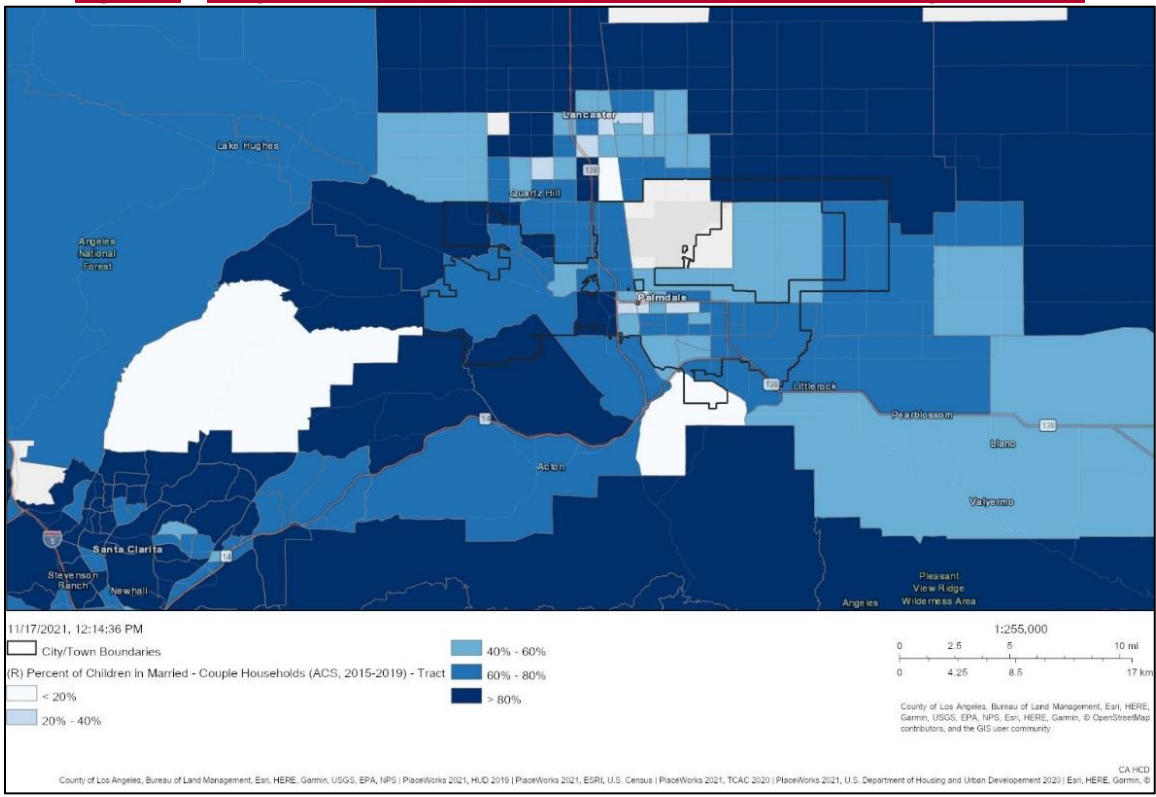 Lancaster
Lake Hughes
138
Quartz Hill
Angeles
National
Forest
Palmdale
138
Littlerock
14
Pearblossom
138
Llano
Acton
Valyermo
5
Santa Clarita
14
Stevenson
Ranch
Newhall
Pleasant
View Ridge
Wilderness Area
Angeles
11/17/2021, 12:14:36 PM
City/Town Boundaries
(R) Percent of Children in Married - Couple Households (ACS, 2015-2019) - Tract
< 20%
20% - 40%
40% - 60%
60% - 80%
> 80%
1:255,000
0 2.5 5 10 mi
0 4.25 8.5 17 km
County of Los Angeles, Bureau of Land Management, Esri, HERE,
Garmin, USGS, EPA, NPS, Esri, HERE, Garmin, © OpenStreetMap
contributors, and the GIS user community
CA HCD
County of Los Angeles, Bureau of Land Management, Esri, HERE, Garmin, USGS, EPA, NPS | PlaceWorks 2021, HUD 2019 | PlaceWorks 2021, ESRI, U.S. Census | PlaceWorks 2021, TCAC 2020 | PlaceWorks 2021, U.S. Department of Housing and Urban Developement 2020 | Esri, HERE, Garmin, ©